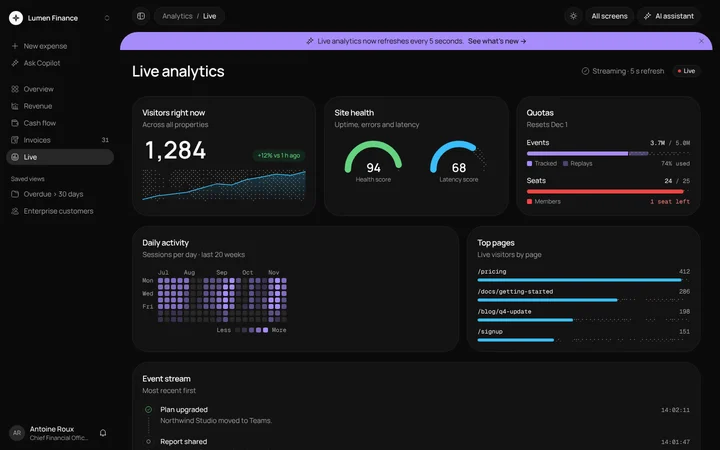 Lumen Finance
New expense
Ask Copilot
Overview
Revenue
Cash flow
Invoices 31
Live
Saved views
Overdue > 30 days
Enterprise customers
AR
Antoine Roux
Chief Financial Offic…
Analytics / Live
All screens
AI assistant
Live analytics now refreshes every 5 seconds. See what's new →
Live analytics
Streaming · 5 s refresh
Live
Visitors right now
Across all properties
1,284
+12% vs 1 h ago
Site health
Uptime, errors and latency
94
Health score
68
Latency score
Quotas
Resets Dec 1
Events 3.7M / 5.0M
Tracked Replays 74% used
Seats 24 / 25
Members 1 seat left
Daily activity
Sessions per day · last 20 weeks
Jul Aug Sep Oct Nov
Mon
Wed
Fri
Less More
Top pages
Live visitors by page
/pricing 412
/docs/getting-started 286
/blog/q4-update 198
/signup 151
Event stream
Most recent first
Plan upgraded 14:02:11
Northwind Studio moved to Teams.
Report shared 14:01:47